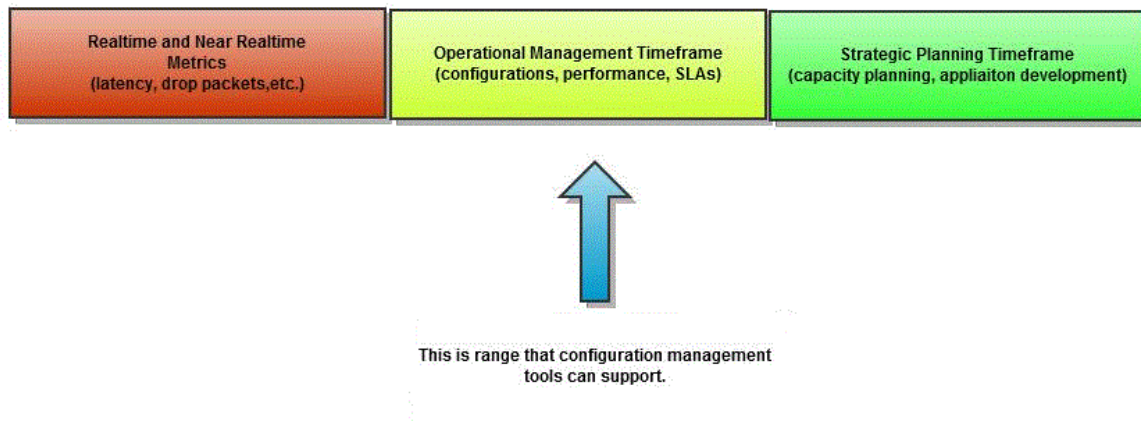 Realtime and Near Realtime
Metrics
(latency, drop packets,etc.)
Operational Management Timeframe
(configurations, performance, SLAs)
Strategic Planning Timeframe
(capacity planning, appliaiton development)
This is range that configuration management
tools can support.